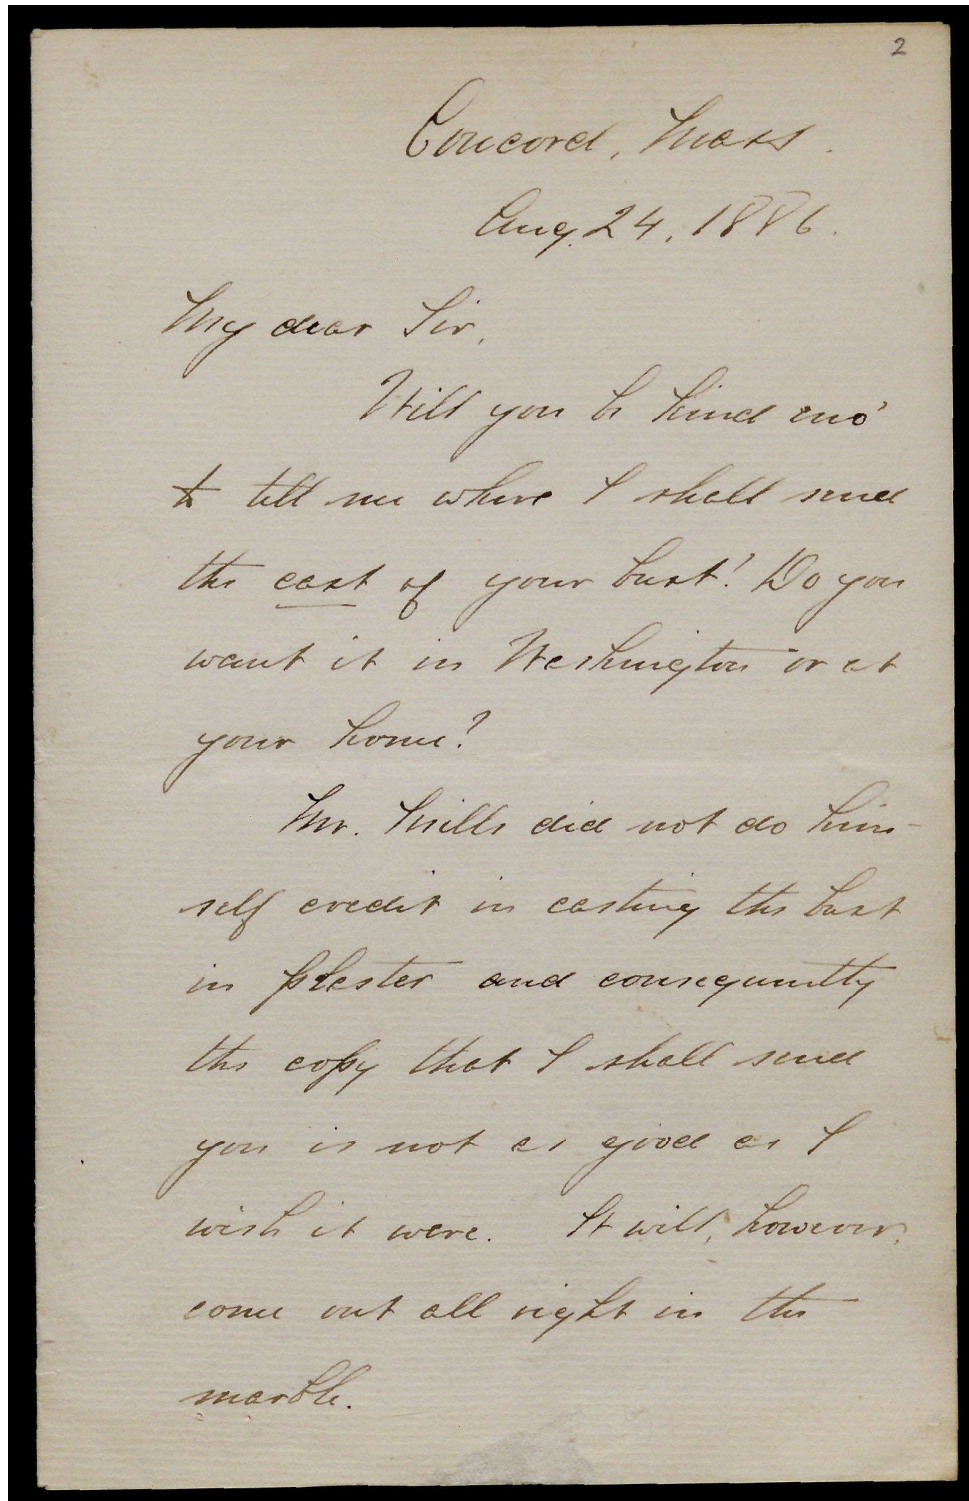 2
Concord, Mass.
Aug. 24, 1886.
My dear Sir,
Will you be kind eno'
to tell me where I shall send
the cast of your bust? Do you
want it in Washington or at
your home?
Mr. Mills did not do him-
self credit in casting the bust
in plaster and consequently
the copy that I shall send
you is not as good as I
wish it were. It will, however,
come out all right in the
marble.